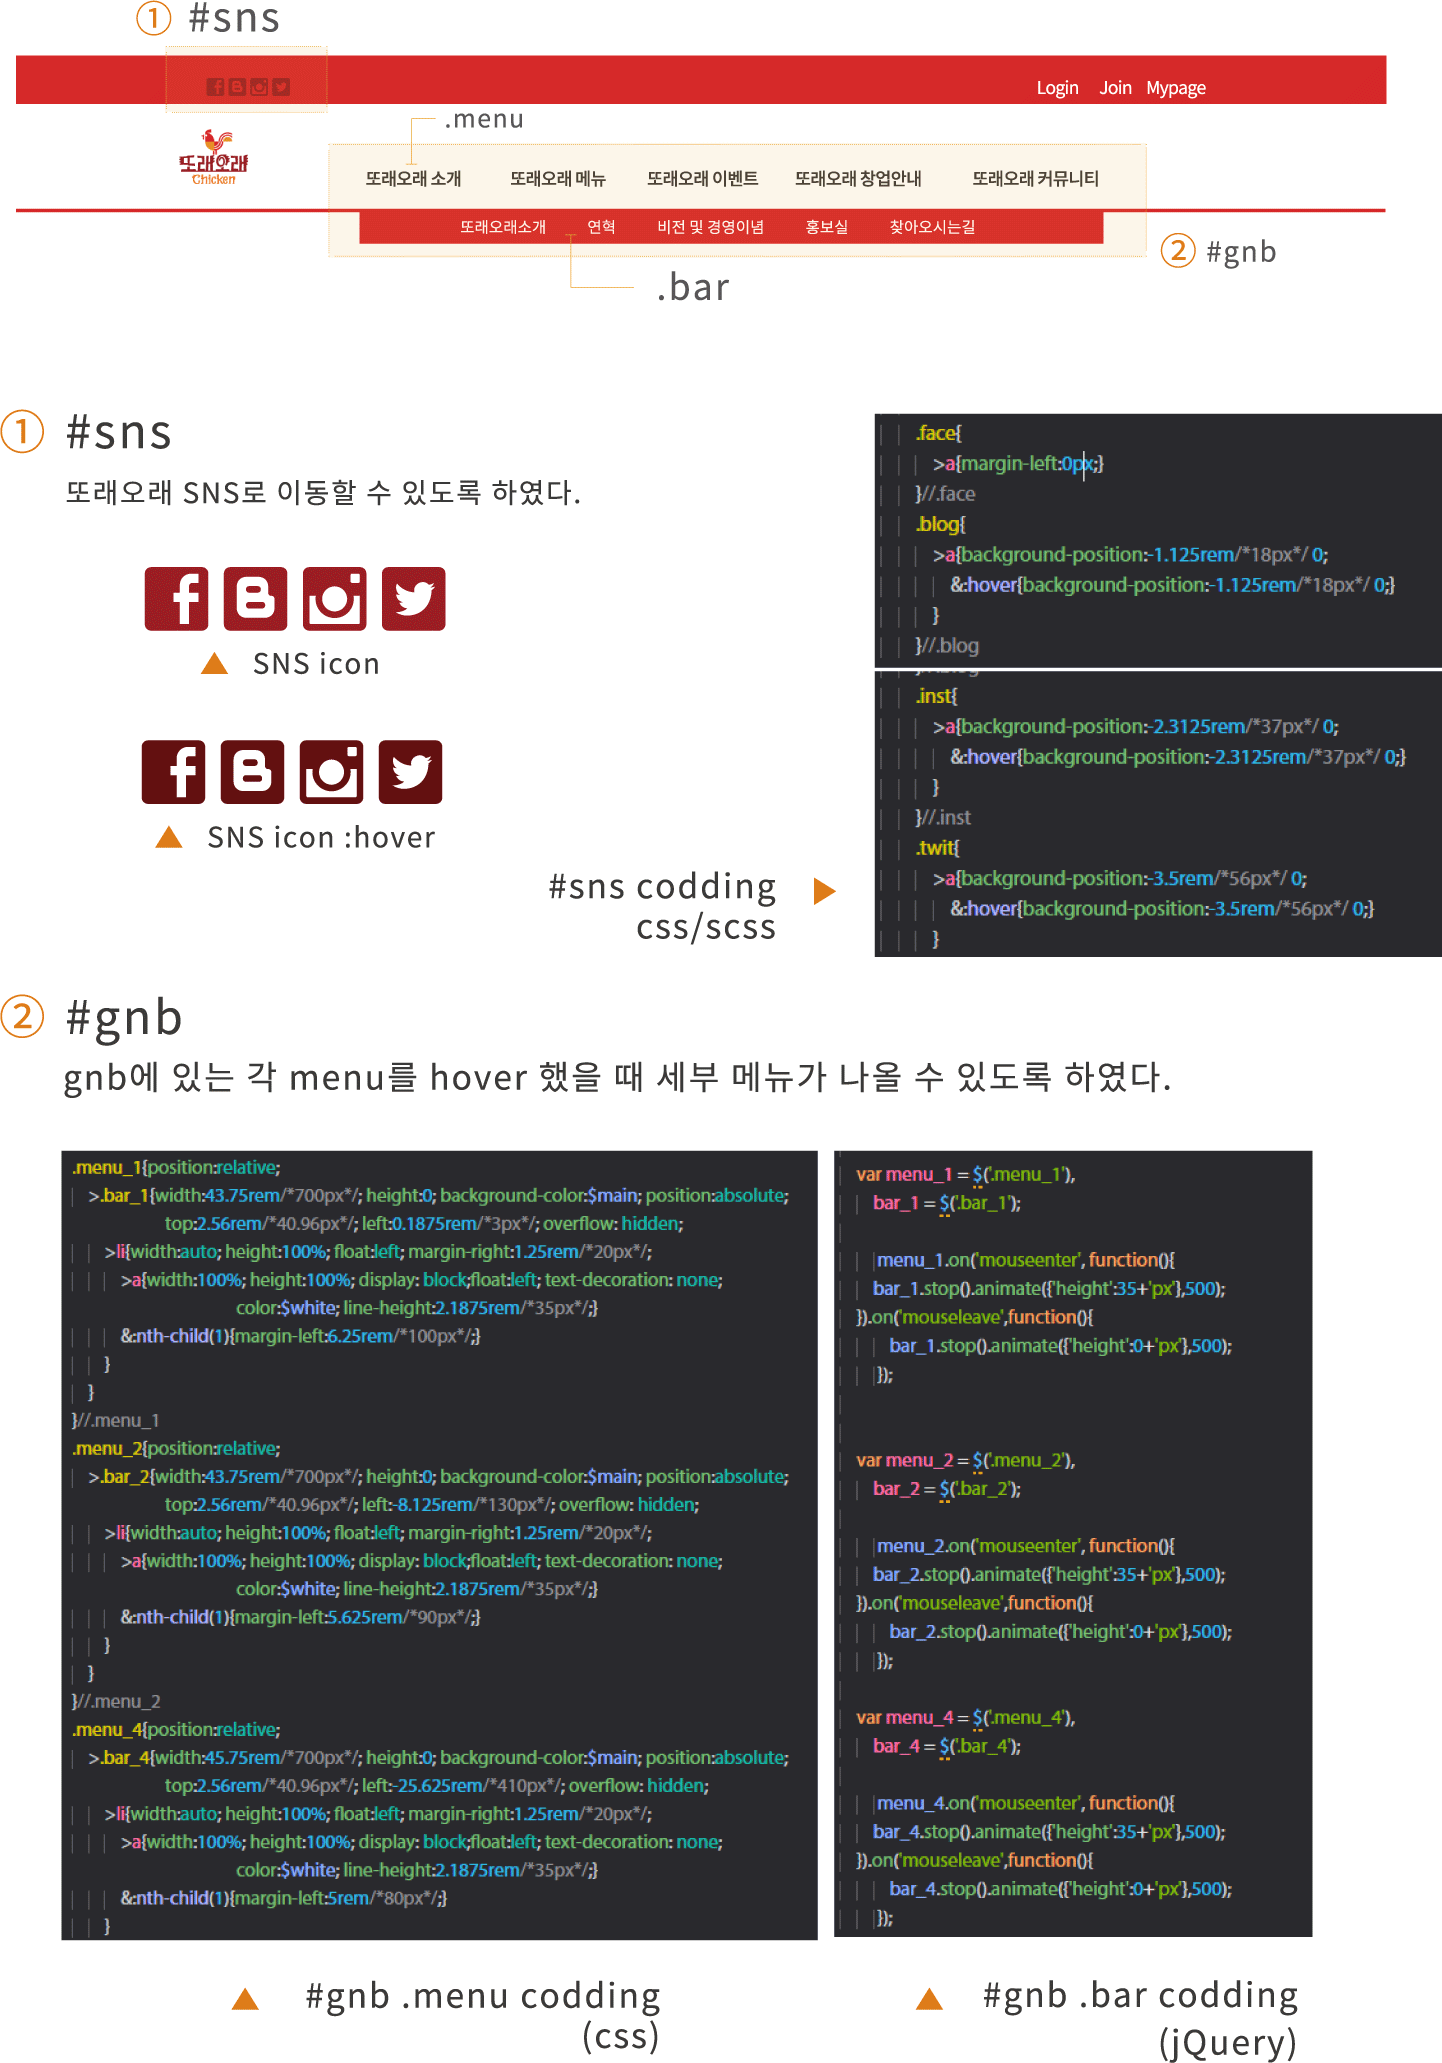 ① #sns
Login Join Mypage
.menu
또래오래
Chicken
또래오래 소개 또래오래 메뉴 또래오래 이벤트 또래오래 창업안내 또래오래 커뮤니티
또래오래소개 연혁 비전 및 경영이념 홍보실 찾아오시는길
② #gnb
.bar
① #sns
또래오래 SNS로 이동할 수 있도록 하였다.
SNS icon
SNS icon :hover
#sns codding
css/scss
.face{
>a{margin-left:0px;}
}//.face
.blog{
>a{background-position:-1.125rem/*18px*/ 0;
&:hover{background-position:-1.125rem/*18px*/ 0;}
}
}//.blog
.inst{
>a{background-position:-2.3125rem/*37px*/ 0;
&:hover{background-position:-2.3125rem/*37px*/ 0;}
}
}//.inst
.twit{
>a{background-position:-3.5rem/*56px*/ 0;
&:hover{background-position:-3.5rem/*56px*/ 0;}
}
② #gnb
gnb에 있는 각 menu를 hover 했을 때 세부 메뉴가 나올 수 있도록 하였다.
.menu_1{position:relative;
>.bar_1{width:43.75rem/*700px*/; height:0; background-color:$main; position:absolute;
top:2.56rem/*40.96px*/; left:0.1875rem/*3px*/; overflow: hidden;
>li{width:auto; height:100%; float:left; margin-right:1.25rem/*20px*/;
>a{width:100%; height:100%; display: block;float:left; text-decoration: none;
color:$white; line-height:2.1875rem/*35px*/;}
&:nth-child(1){margin-left:6.25rem/*100px*/;}
}
}
}//.menu_1
.menu_2{position:relative;
>.bar_2{width:43.75rem/*700px*/; height:0; background-color:$main; position:absolute;
top:2.56rem/*40.96px*/; left:-8.125rem/*130px*/; overflow: hidden;
>li{width:auto; height:100%; float:left; margin-right:1.25rem/*20px*/;
>a{width:100%; height:100%; display: block;float:left; text-decoration: none;
color:$white; line-height:2.1875rem/*35px*/;}
&:nth-child(1){margin-left:5.625rem/*90px*/;}
}
}
}//.menu_2
.menu_4{position:relative;
>.bar_4{width:45.75rem/*700px*/; height:0; background-color:$main; position:absolute;
top:2.56rem/*40.96px*/; left:-25.625rem/*410px*/; overflow: hidden;
>li{width:auto; height:100%; float:left; margin-right:1.25rem/*20px*/;
>a{width:100%; height:100%; display: block;float:left; text-decoration: none;
color:$white; line-height:2.1875rem/*35px*/;}
&:nth-child(1){margin-left:5rem/*80px*/;}
}
var menu_1 = $('.menu_1'),
bar_1 = $('.bar_1');
menu_1.on('mouseenter', function(){
bar_1.stop().animate({'height':35+'px'},500);
}).on('mouseleave',function(){
bar_1.stop().animate({'height':0+'px'},500);
});
var menu_2 = $('.menu_2'),
bar_2 = $('.bar_2');
menu_2.on('mouseenter', function(){
bar_2.stop().animate({'height':35+'px'},500);
}).on('mouseleave',function(){
bar_2.stop().animate({'height':0+'px'},500);
});
var menu_4 = $('.menu_4'),
bar_4 = $('.bar_4');
menu_4.on('mouseenter', function(){
bar_4.stop().animate({'height':35+'px'},500);
}).on('mouseleave',function(){
bar_4.stop().animate({'height':0+'px'},500);
});
#gnb .menu codding
(css)
#gnb .bar codding
(jQuery)